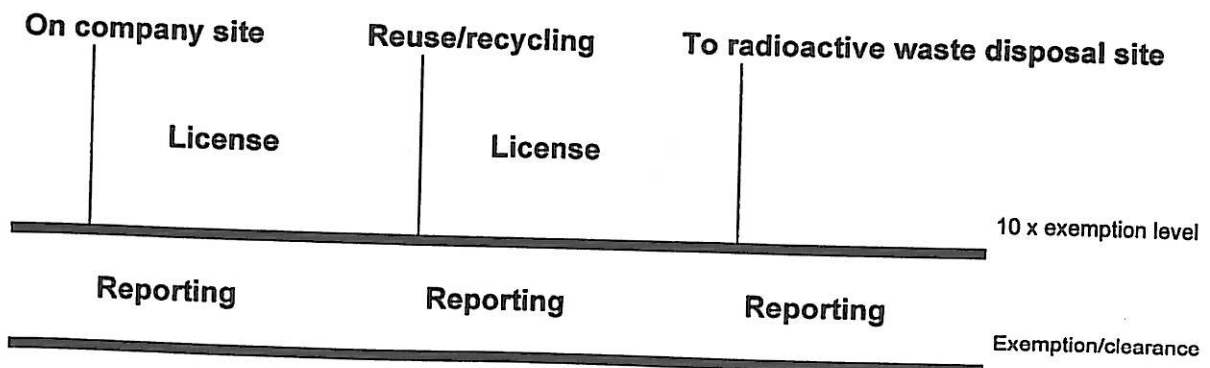 On company site
Reuse/recycling
To radioactive waste disposal site
License
License
10 x exemption level
Reporting
Reporting
Reporting
Exemption/clearance